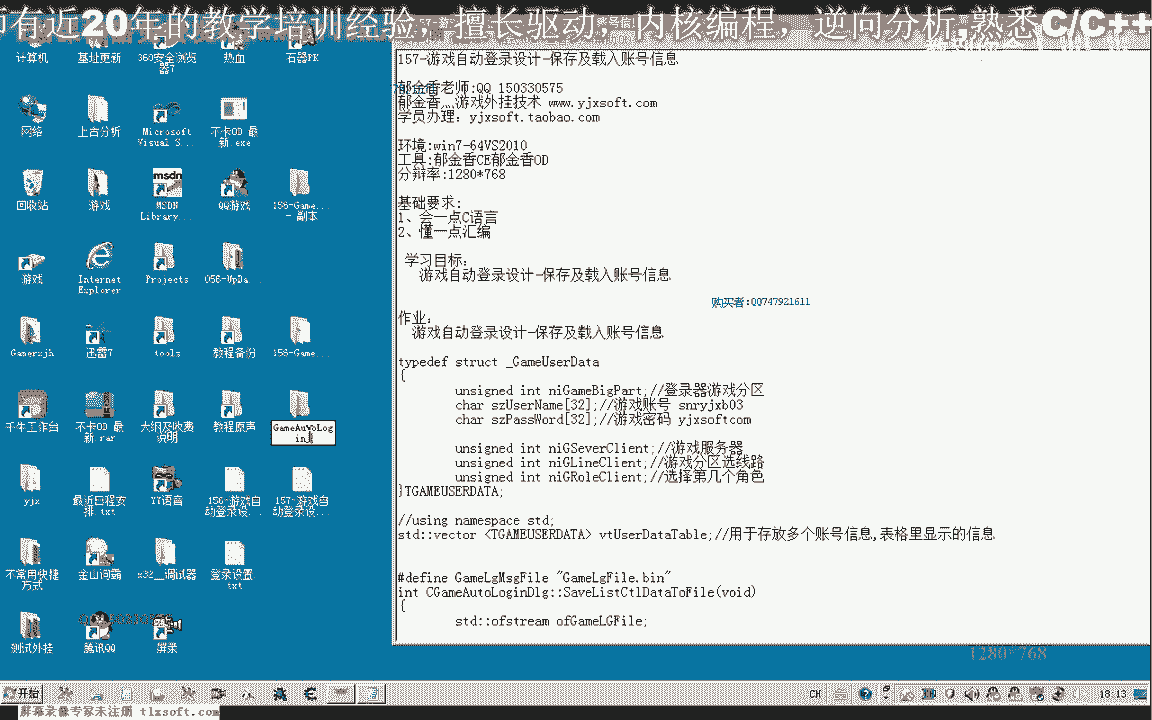 有近20年的教学培训经验，擅长驱动，内核编程，逆向分析,熟悉C/C++
计算机
基址更新
360安全浏览器7
热血
石器PK
网络
上古分析
Microsoft Visual S...
不卡OD 最新.exe
回收站
游戏
MSDN Library...
QQ游戏
156-Game... - 副本
游戏
Internet Explorer
Projects
056-UpDa...
Gamerxjh
迅雷7
tools
教程备份
158-Game...
千牛工作台
不卡OD 最新.rar
大纲及收费说明
教程原声
GameAutoLogin
yjx
最近日程安排.txt
YY语音
156-游戏自动登录设...
157-游戏自动登录设...
不常用快捷方式
金山词霸
x32__调试器
登录设置.txt
测试外挂
腾讯QQ
屏录
157-游戏自动登录设计-保存及载入账号信息
郁金香老师:QQ 150330575
郁金香灬游戏外挂技术 www.yjxsoft.com
学员办理：yjxsoft.taobao.com
环境:win7-64VS2010
工具:郁金香CE郁金香OD
分辨率:1280*768
基础要求:
1、会一点C语言
2、懂一点汇编
学习目标：
游戏自动登录设计-保存及载入账号信息
购买者:QQ747921611
作业：
游戏自动登录设计-保存及载入账号信息
typedef struct _GameUserData
{
unsigned int niGameBigPart;//登录器游戏分区
char szUserName[32];//游戏账号 snryjxb03
char szPassWord[32];//游戏密码 yjxsoftcom
unsigned int niGSeverClient;//游戏服务器
unsigned int niGLineClient;//游戏分区选线路
unsigned int niGRoleClient;//选择第几个角色
}TGAMEUSERDATA;
//using namespace std;
std::vector <TGAMEUSERDATA> vtUserDataTable;//用于存放多个账号信息,表格里显示的信息
#define GameLgMsgFile "GameLgFile.bin"
int CGameAutoLoginDlg::SaveListCtlDataToFile(void)
{
std::ofstream ofGameLGFile;
1280*768
开始
CH
18:13
屏幕录像专家未注册 tlxsoft.com